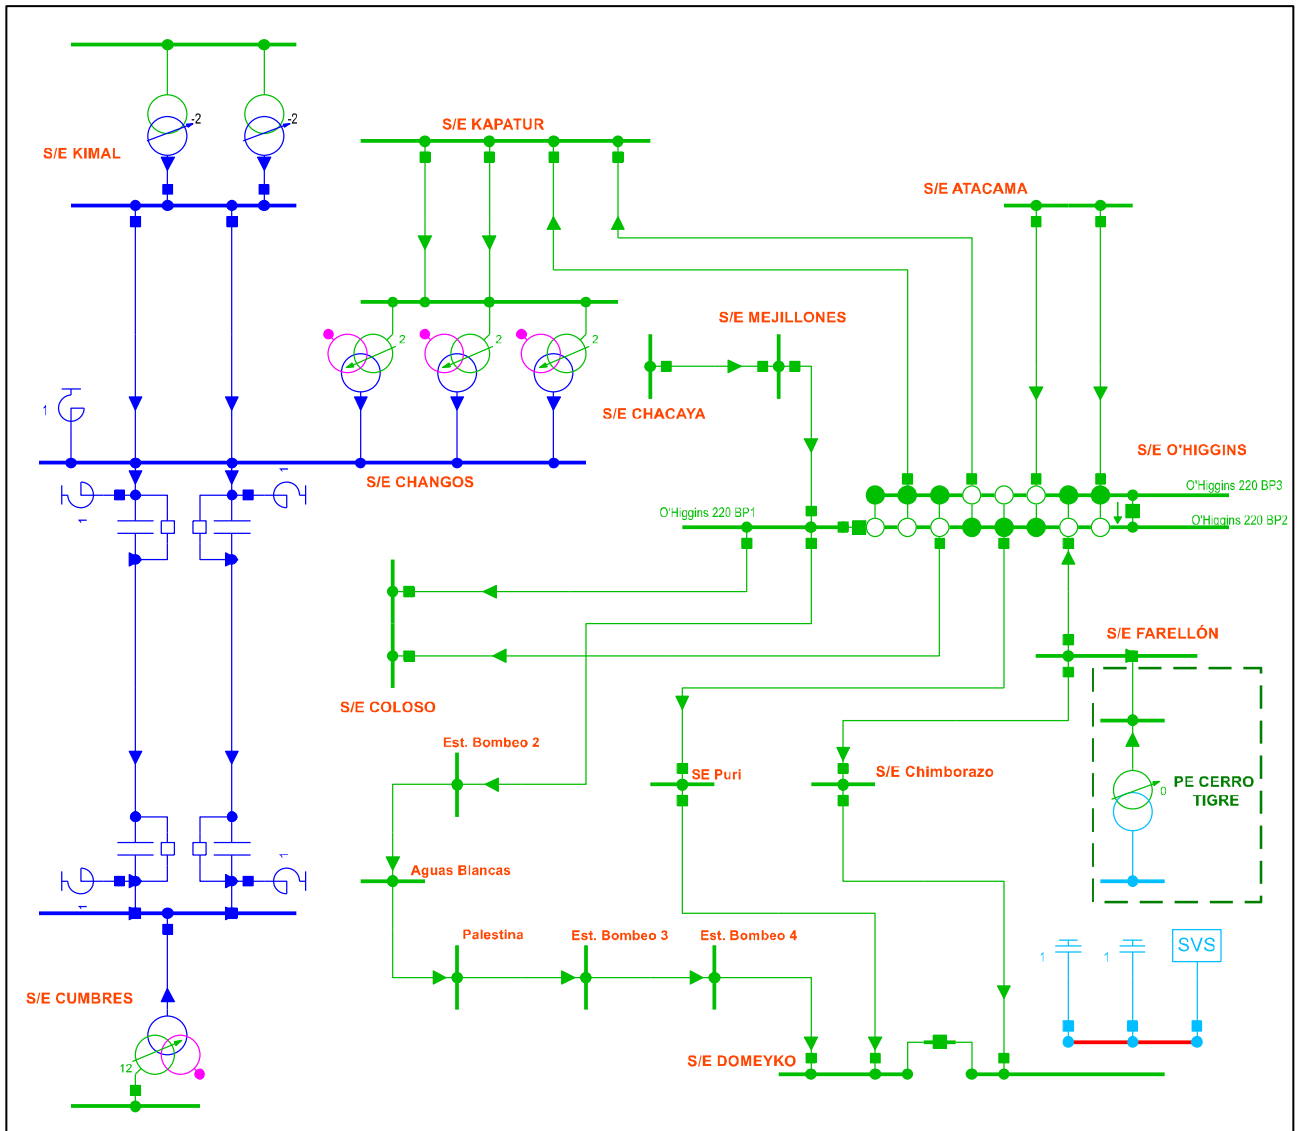 -2
-2
S/E KAPATUR
S/E KIMAL
S/E ATACAMA
S/E MEJILLONES
2
2
2
1
S/E CHACAYA
S/E O'HIGGINS
1
S/E CHANGOS
O'Higgins 220 BP3
O'Higgins 220 BP1
1
O'Higgins 220 BP2
S/E FARELLÓN
S/E COLOSO
Est. Bombeo 2
SE Puri
S/E Chimborazo
PE CERRO
TIGRE
0
1
Aguas Blancas
1
Palestina
Est. Bombeo 3
Est. Bombeo 4
SVS
1
1
S/E CUMBRES
S/E DOMEYKO
12